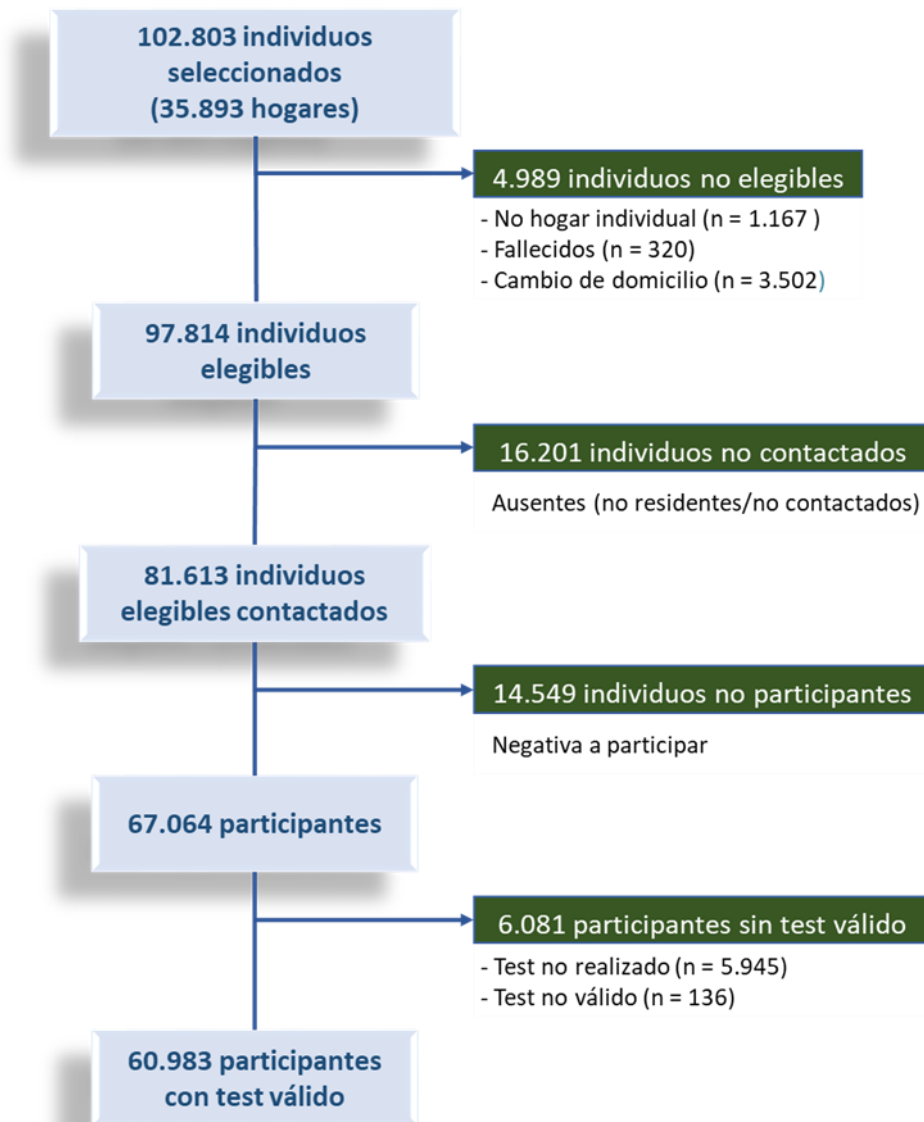 102.803 individuos
seleccionados
(35.893 hogares)
4.989 individuos no elegibles
- No hogar individual (n = 1.167 )
- Fallecidos (n = 320)
- Cambio de domicilio (n = 3.502)
97.814 individuos
elegibles
16.201 individuos no contactados
Ausentes (no residentes/no contactados)
81.613 individuos
elegibles contactados
14.549 individuos no participantes
Negativa a participar
67.064 participantes
6.081 participantes sin test válido
- Test no realizado (n = 5.945)
- Test no válido (n = 136)
60.983 participantes
con test válido